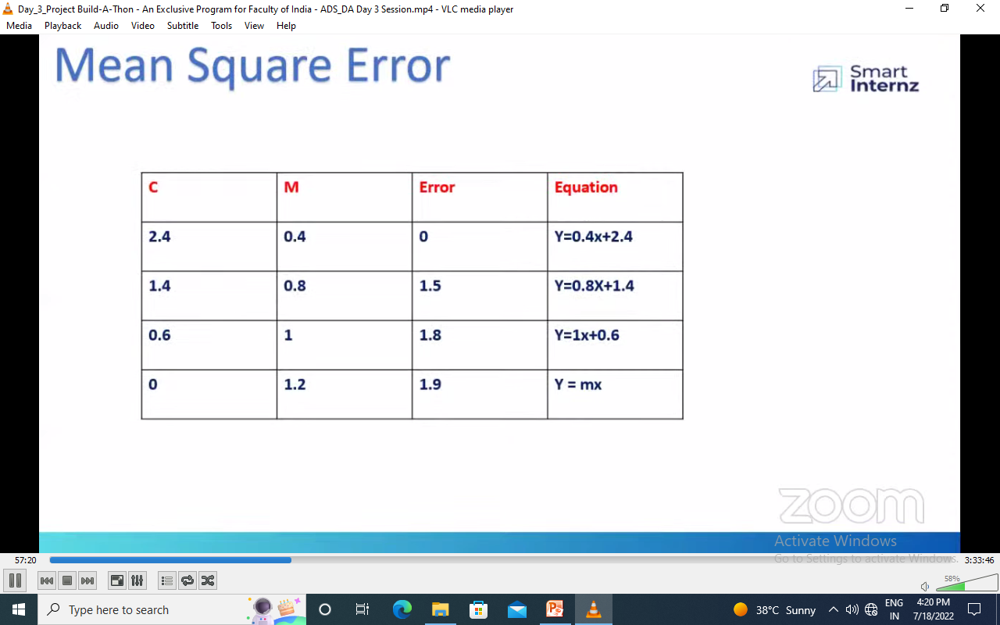 Day_3_Project Build-A-Thon - An Exclusive Program for Faculty of India - ADS_DA Day 3 Session.mp4 - VLC media player
Media Playback Audio Video Subtitle Tools View Help
Mean Square Error
Smart
Internz
C M Error Equation
2.4 0.4 0 Y=0.4x+2.4
1.4 0.8 1.5 Y=0.8X+1.4
0.6 1 1.8 Y=1x+0.6
0 1.2 1.9 Y = mx
zoom
Activate Windows
Go to Settings to activate Windows.
57:20 3:33:46
58%
Type here to search
38°C Sunny
ENG
IN
4:20 PM
7/18/2022